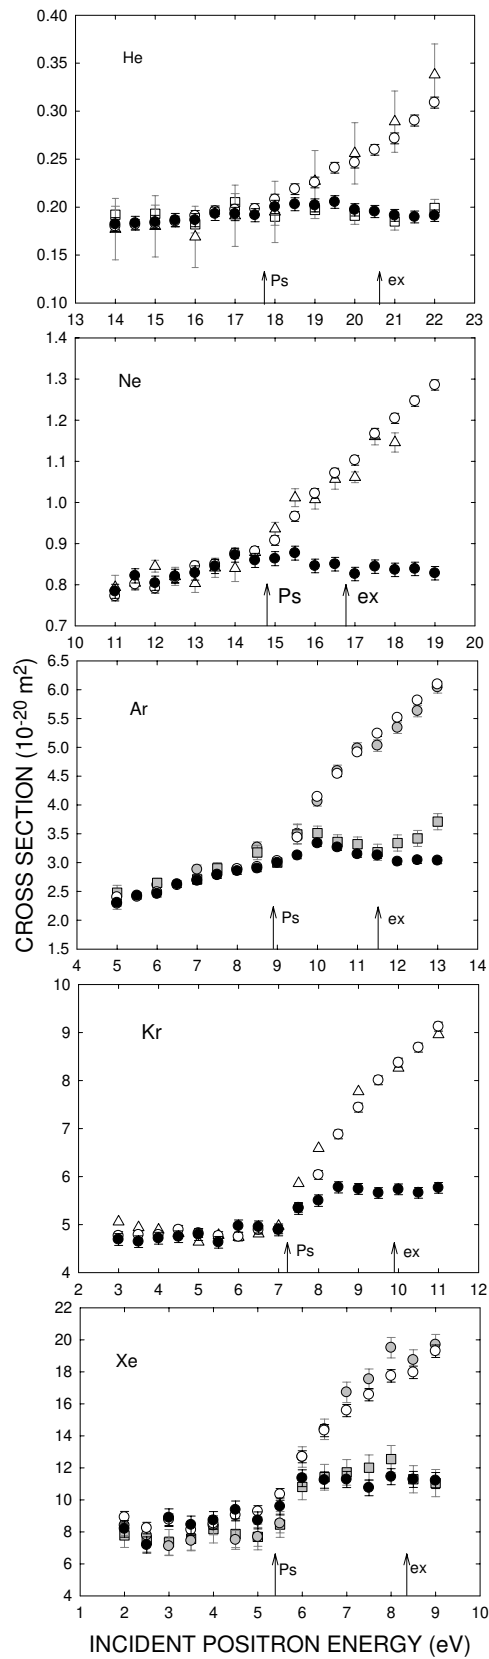 0.40
0.35
0.30
0.25
0.20
0.15
0.10
He
Ps
ex
13 14 15 16 17 18 19 20 21 22 23
1.4
1.3
1.2
1.1
1.0
0.9
0.8
0.7
Ne
Ps
ex
10 11 12 13 14 15 16 17 18 19 20
CROSS SECTION (10-20 m2)
6.5
6.0
5.0
4.5
3.5
3.0
2.0
1.5
Ar
Ps
ex
4 5 6 7 8 9 10 11 12 13 14
10
9
8
7
6
5
4
Kr
Ps
ex
2 3 4 5 6 7 8 9 10 11 12
22
20
18
16
14
12
10
8
6
4
Xe
Ps
ex
1 2 3 4 5 6 7 8 9 10
INCIDENT POSITRON ENERGY (eV)